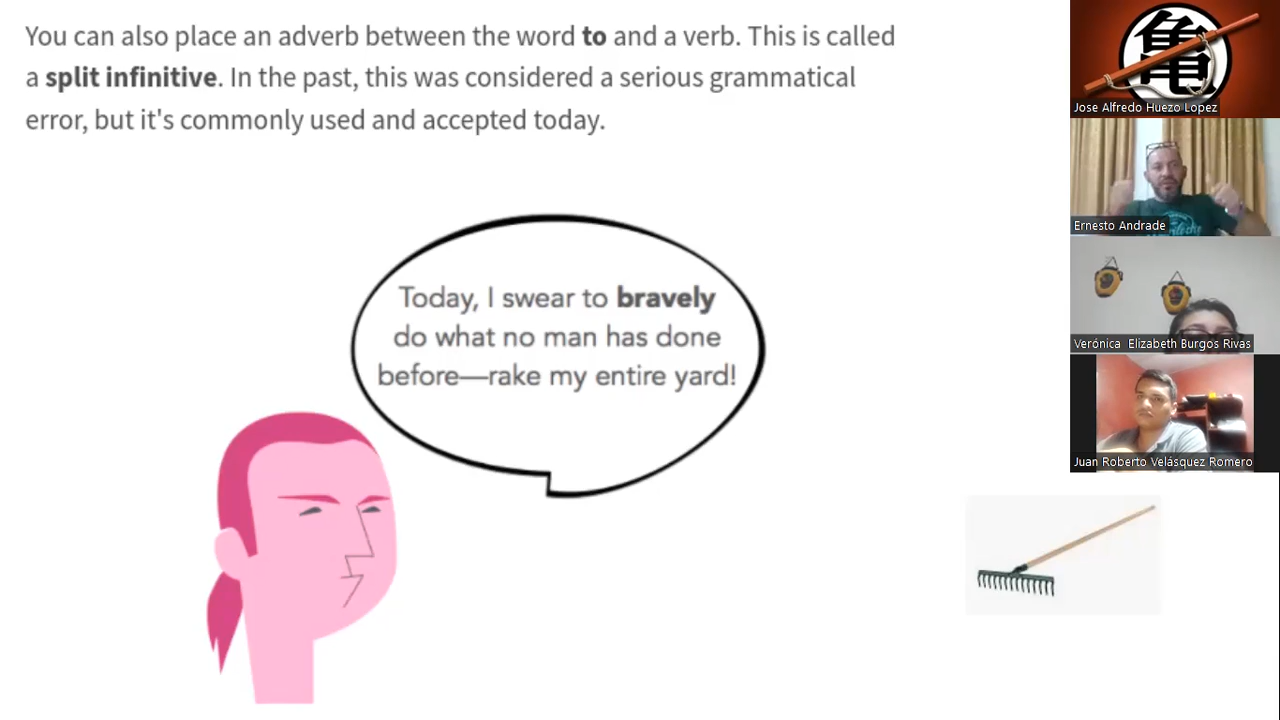 You can also place an adverb between the word to and a verb. This is called
a split infinitive. In the past, this was considered a serious grammatical
error, but it's commonly used and accepted today.
Today, I swear to bravely
do what no man has done
before—rake my entire yard!
亀
Jose Alfredo Huezo Lopez
Ernesto Andrade
Verónica Elizabeth Burgos Rivas
Juan Roberto Velásquez Romero